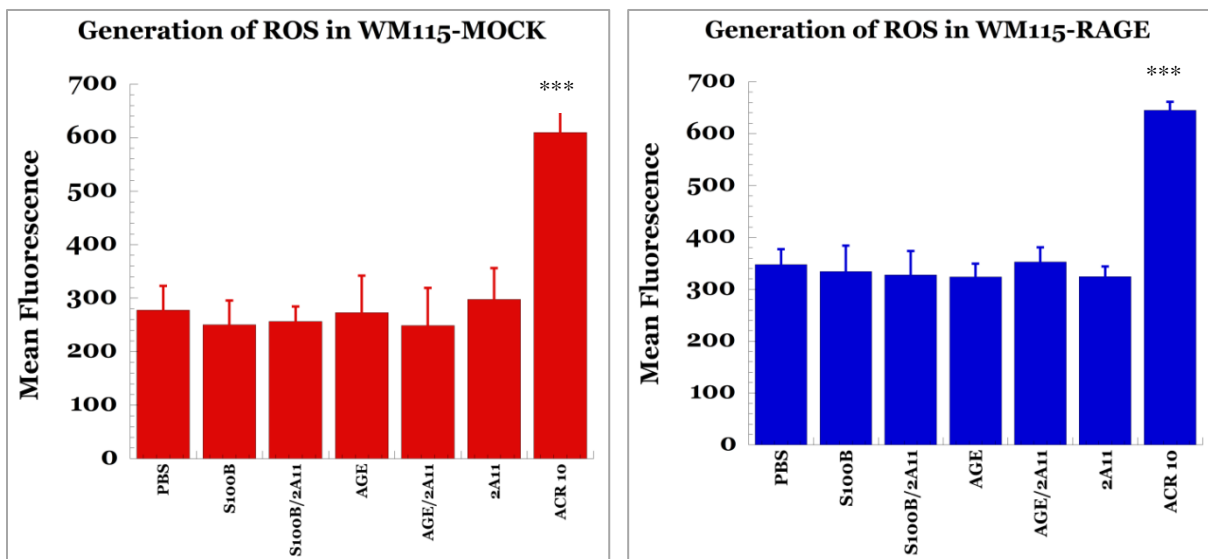 Generation of ROS in WM115-MOCK
***
700
600
500
400
300
200
100
0
Mean Fluorescence
PBS
S100B
S100B/2A11
AGE
AGE/2A11
2A11
ACR 10
Generation of ROS in WM115-RAGE
***
700
600
500
400
300
200
100
0
Mean Fluorescence
PBS
S100B
S100B/2A11
AGE
AGE/2A11
2A11
ACR 10